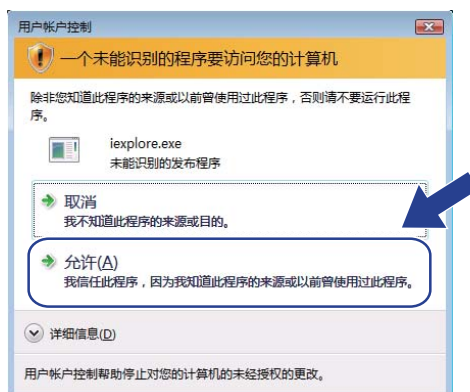 用户帐户控制
一个未能识别的程序要访问您的计算机
除非您知道此程序的来源或以前曾使用过此程序，否则请不要运行此程
序。
iexplore.exe
未能识别的发布程序
取消
我不知道此程序的来源或目的。
允许(A)
我信任此程序，因为我知道此程序的来源或以前曾使用过此程序。
详细信息(D)
用户帐户控制帮助停止对您的计算机的未经授权的更改。